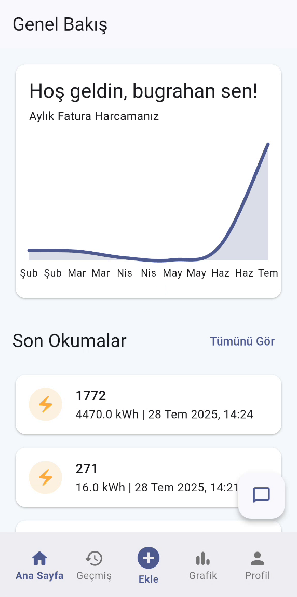 Genel Bakış
Hoş geldin, bugrahan sen!
Aylık Fatura Harcamanız
Şub Şub Mar Mar Nis Nis May May Haz Haz Tem
Son Okumalar
Tümünü Gör
1772
4470.0 kWh | 28 Tem 2025, 14:24
271
16.0 kWh | 28 Tem 2025, 14:21
Ana Sayfa
Geçmiş
Ekle
Grafik
Profil